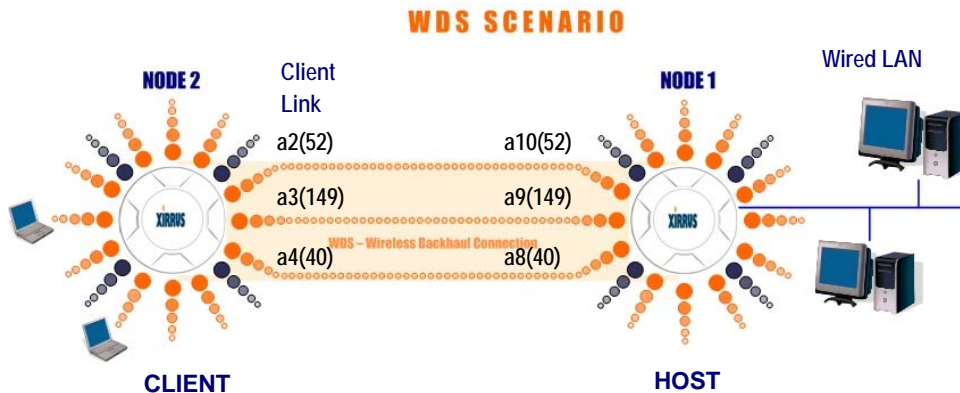 WDS SCENARIO
Wired LAN
NODE 2
Client
Link
NODE 1
a2(52)
a10(52)
a3(149)
a9(149)
XIRRUS
XIRRUS
WDS – Wireless Backhaul Connection
a4(40)
a8(40)
CLIENT
HOST